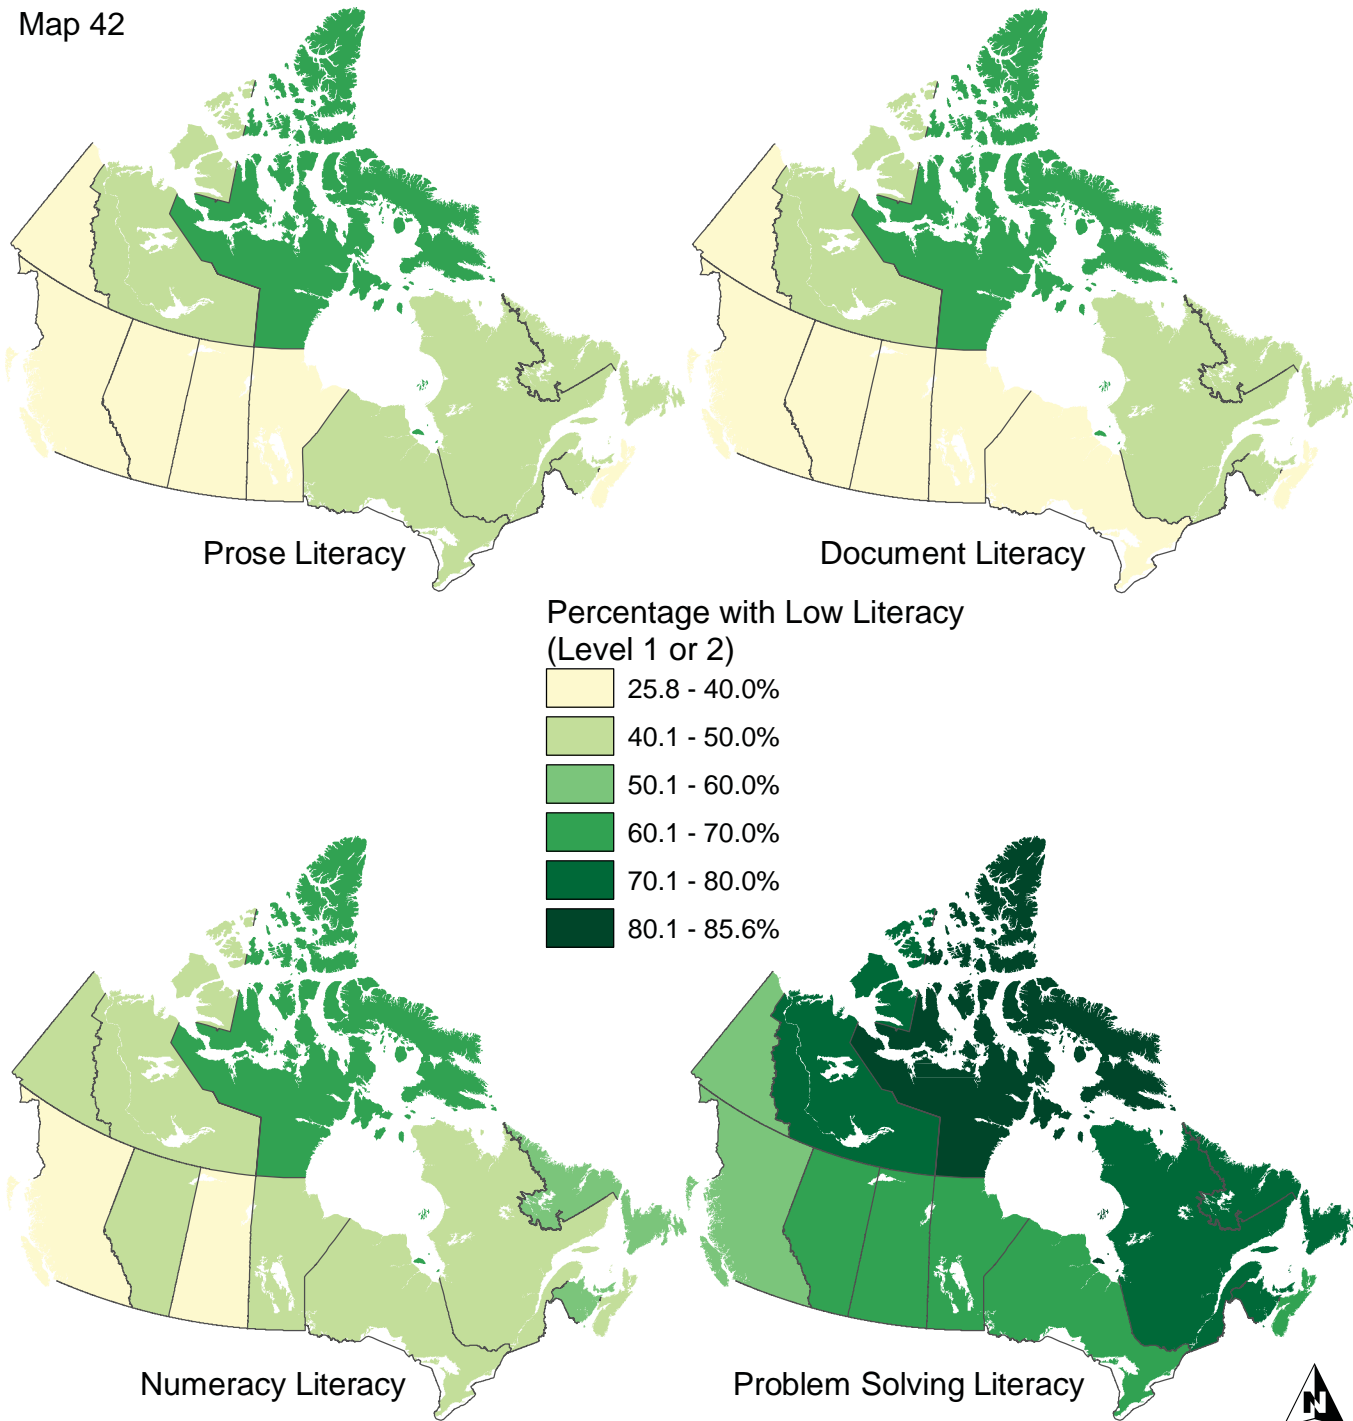 Map 42
Prose Literacy
Document Literacy
Percentage with Low Literacy
(Level 1 or 2)
25.8 - 40.0%
40.1 - 50.0%
50.1 - 60.0%
60.1 - 70.0%
70.1 - 80.0%
80.1 - 85.6%
Numeracy Literacy
Problem Solving Literacy
N